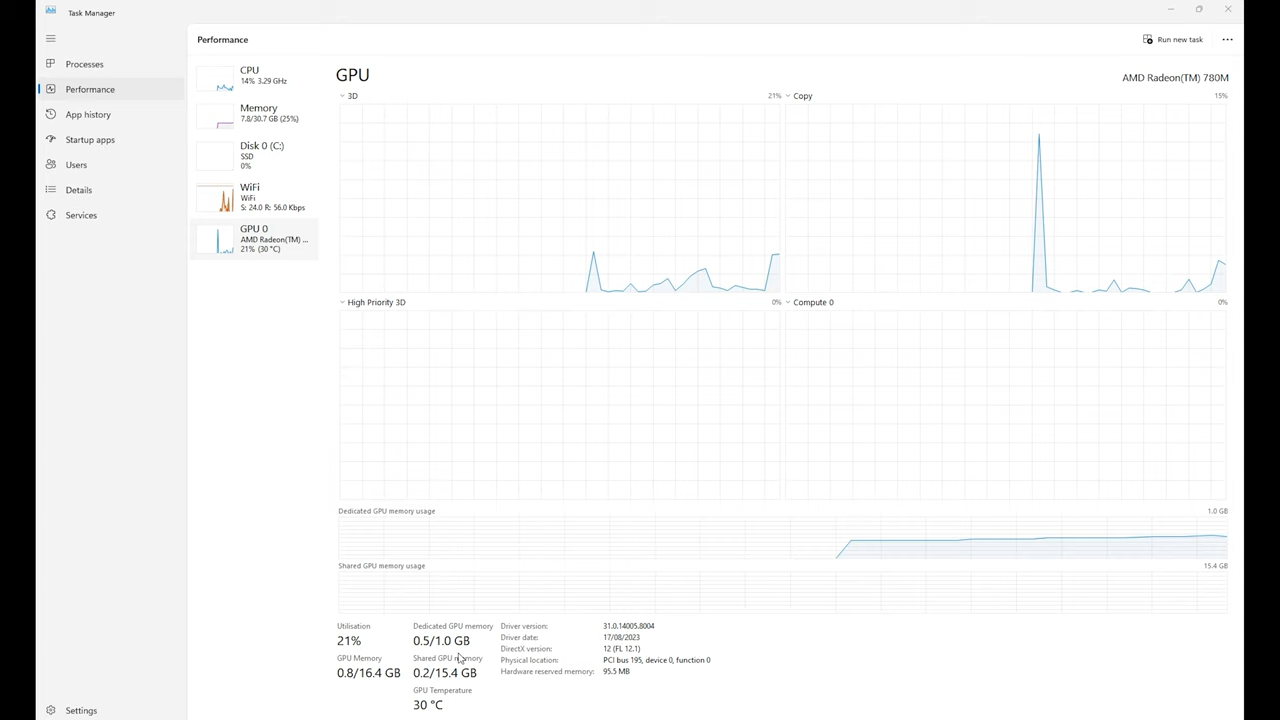 Task Manager
Processes
Performance
App history
Startup apps
Users
Details
Services
Settings
Performance
Run new task
CPU
14% 3.29 GHz
Memory
7.8/30.7 GB (25%)
Disk 0 (C:)
SSD
0%
WiFi
WiFi
S: 24.0 R: 56.0 Kbps
GPU 0
AMD Radeon(TM) ...
21% (30 °C)
GPU
AMD Radeon(TM) 780M
3D 21%
Copy 15%
High Priority 3D 0%
Compute 0 0%
Dedicated GPU memory usage 1.0 GB
Shared GPU memory usage 15.4 GB
Utilisation
21%
Dedicated GPU memory
0.5/1.0 GB
GPU Memory
0.8/16.4 GB
Shared GPU memory
0.2/15.4 GB
GPU Temperature
30 °C
Driver version: 31.0.14005.8004
Driver date: 17/08/2023
DirectX version: 12 (FL 12.1)
Physical location: PCI bus 195, device 0, function 0
Hardware reserved memory: 95.5 MB